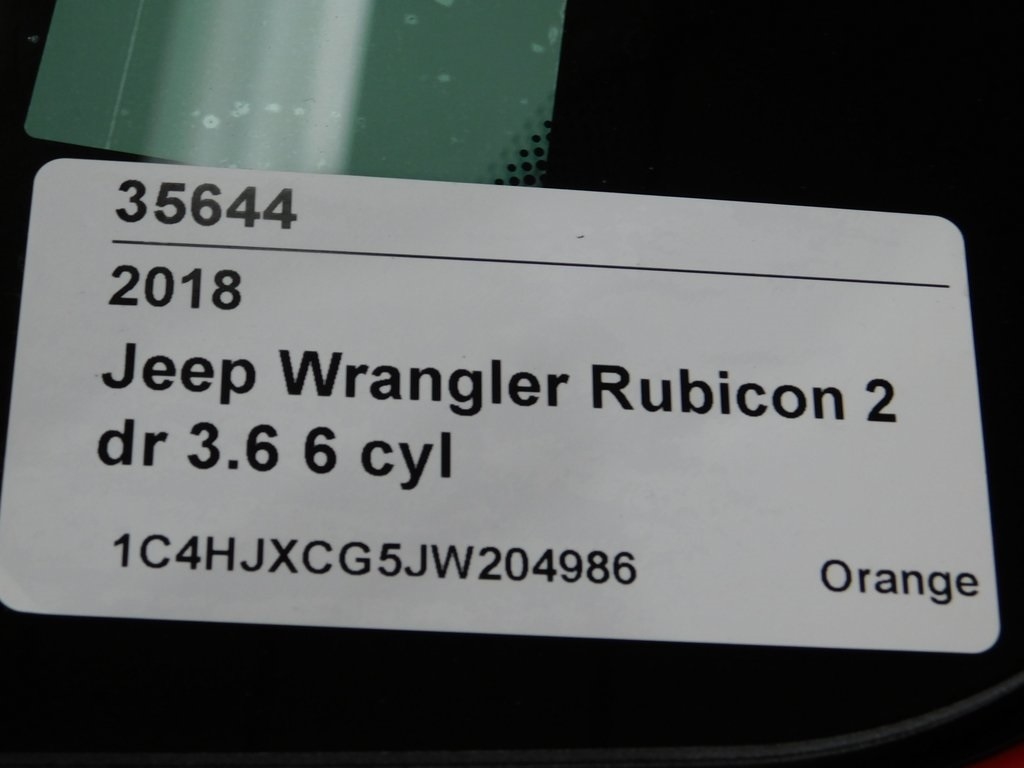 35644
2018
Jeep Wrangler Rubicon 2
dr 3.6 6 cyl
1C4HJXCG5JW204986 Orange